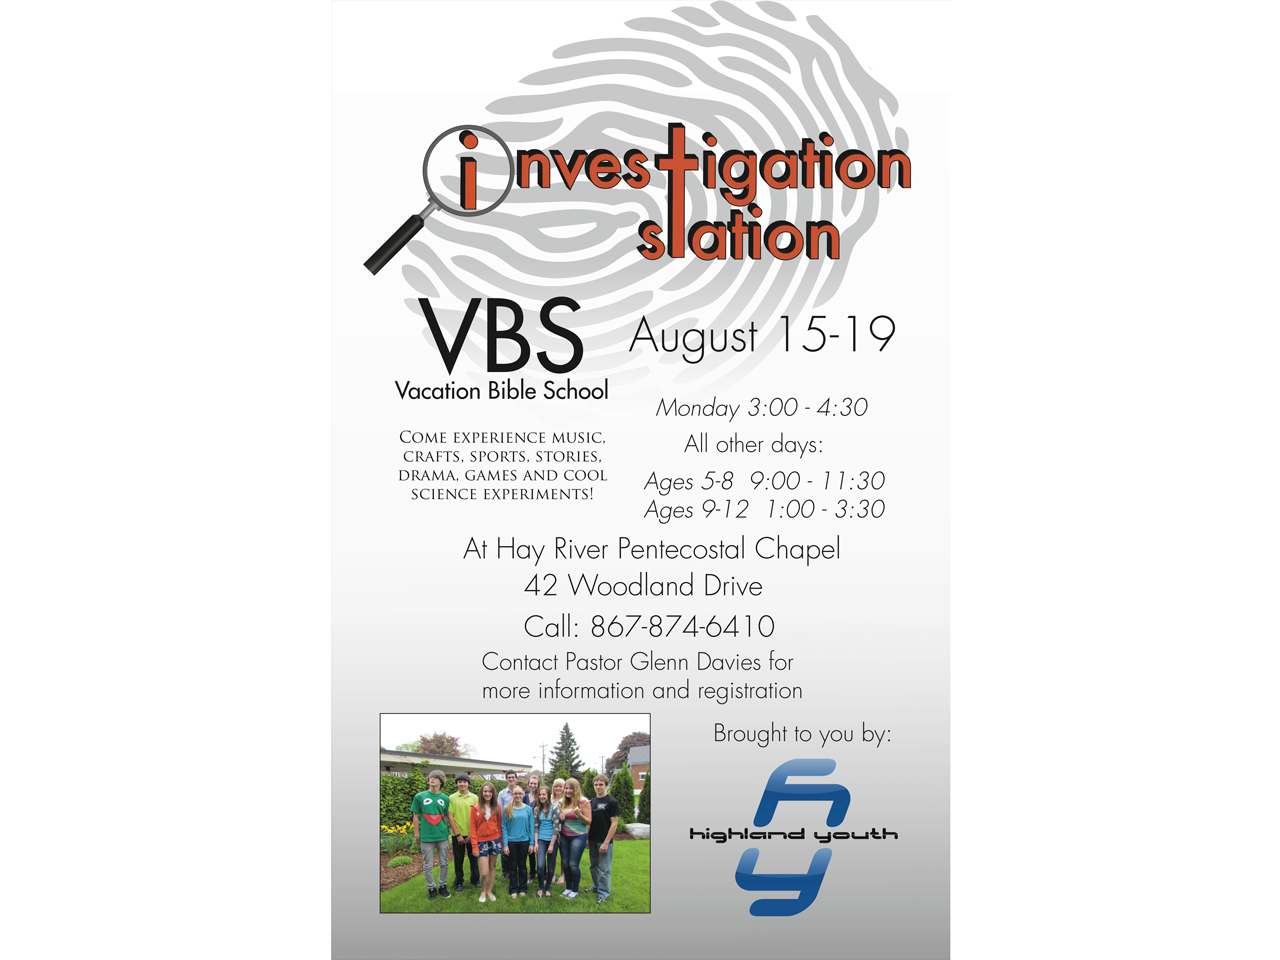 investigation
station
VBS
Vacation Bible School
August 15-19
Monday 3:00 - 4:30
All other days:
Ages 5-8 9:00 - 11:30
Ages 9-12 1:00 - 3:30
COME EXPERIENCE MUSIC,
CRAFTS, SPORTS, STORIES,
DRAMA, GAMES AND COOL
SCIENCE EXPERIMENTS!
At Hay River Pentecostal Chapel
42 Woodland Drive
Call: 867-874-6410
Contact Pastor Glenn Davies for
more information and registration
Brought to you by:
h
highland youth
y